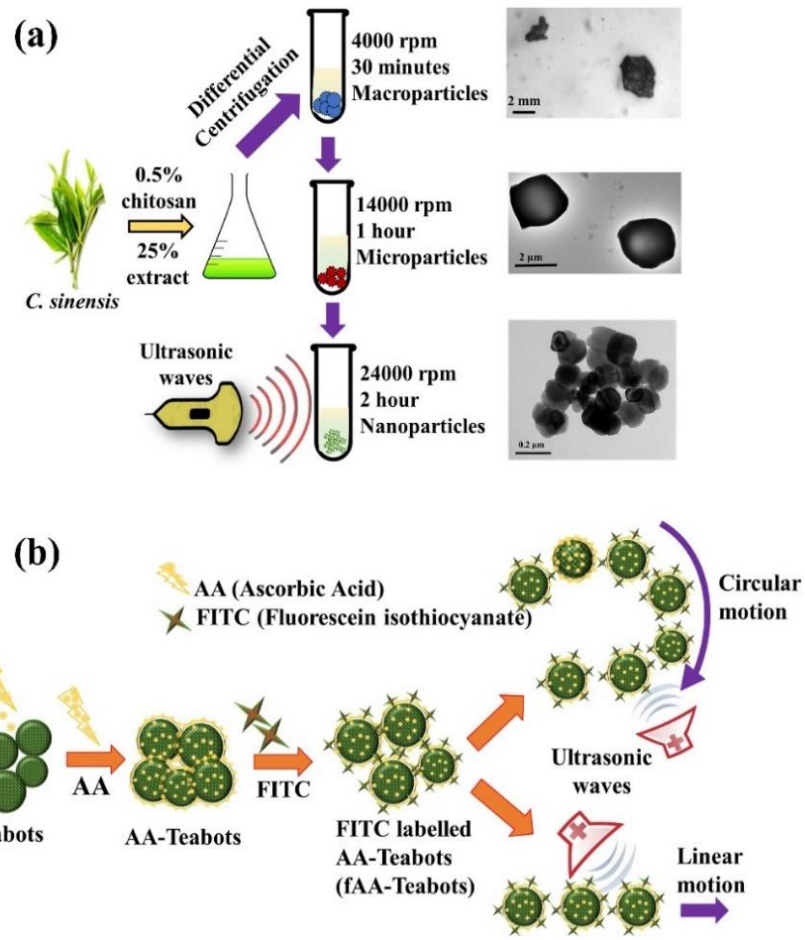 (a)
Differential
Centrifugation
4000 rpm
30 minutes
Macroparticles
2 mm
0.5%
chitosan
25%
extract
C. sinensis
14000 rpm
1 hour
Microparticles
2 µm
Ultrasonic
waves
24000 rpm
2 hour
Nanoparticles
0.2 µm
(b)
AA (Ascorbic Acid)
FITC (Fluorescein isothiocyanate)
Circular
motion
AA
FITC
Ultrasonic
waves
abots
AA-Teabots
FITC labelled
AA-Teabots
(fAA-Teabots)
Linear
motion